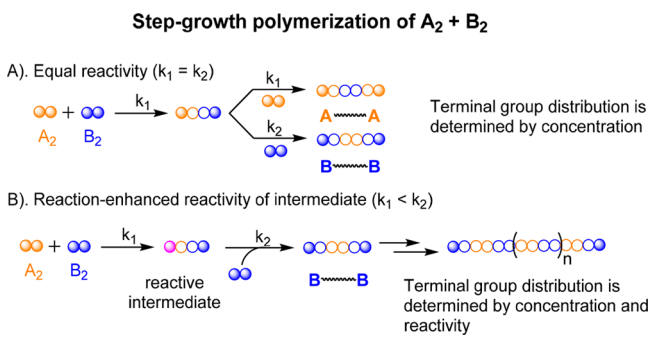 Step-growth polymerization of A₂ + B₂
A). Equal reactivity (k₁ = k₂)
k₁
k₁
k₂
A₂ + B₂
A A
B B
Terminal group distribution is
determined by concentration
B). Reaction-enhanced reactivity of intermediate (k₁ < k₂)
k₁
k₂
A₂ + B₂
reactive
intermediate
B B
n
Terminal group distribution is
determined by concentration and
reactivity